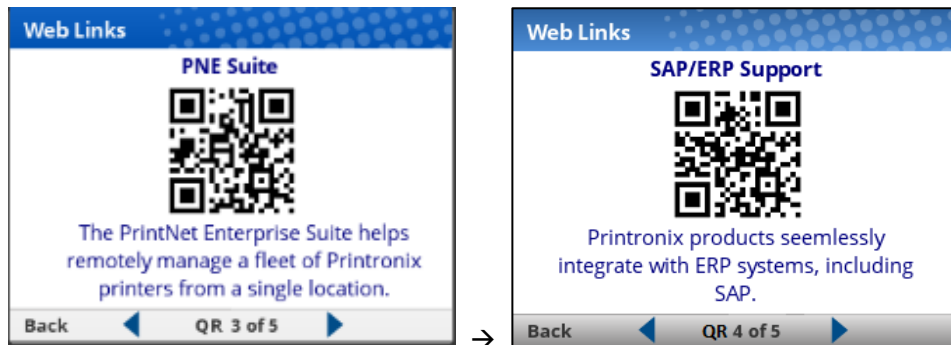 Web Links
PNE Suite
The PrintNet Enterprise Suite helps
remotely manage a fleet of Printronix
printers from a single location.
Back QR 3 of 5
→
Web Links
SAP/ERP Support
Printronix products seemlessly
integrate with ERP systems, including
SAP.
Back QR 4 of 5